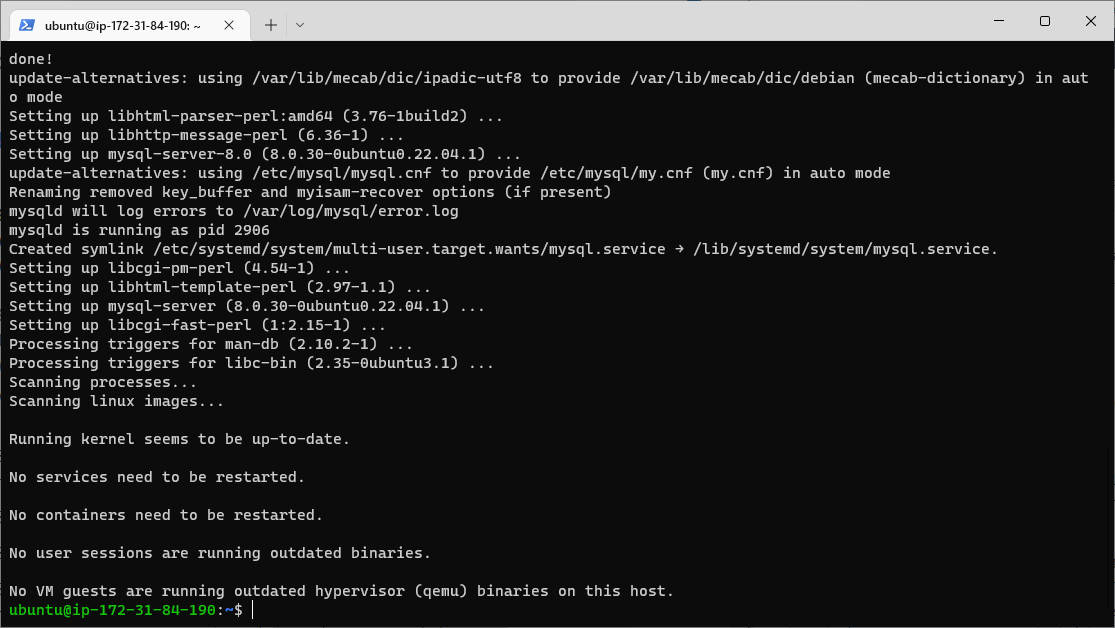 ubuntu@ip-172-31-84-190: ~
done!
update-alternatives: using /var/lib/mecab/dic/ipadic-utf8 to provide /var/lib/mecab/dic/debian (mecab-dictionary) in aut
o mode
Setting up libhtml-parser-perl:amd64 (3.76-1build2) ...
Setting up libhttp-message-perl (6.36-1) ...
Setting up mysql-server-8.0 (8.0.30-0ubuntu0.22.04.1) ...
update-alternatives: using /etc/mysql/mysql.cnf to provide /etc/mysql/my.cnf (my.cnf) in auto mode
Renaming removed key_buffer and myisam-recover options (if present)
mysqld will log errors to /var/log/mysql/error.log
mysqld is running as pid 2906
Created symlink /etc/systemd/system/multi-user.target.wants/mysql.service → /lib/systemd/system/mysql.service.
Setting up libcgi-pm-perl (4.54-1) ...
Setting up libhtml-template-perl (2.97-1.1) ...
Setting up mysql-server (8.0.30-0ubuntu0.22.04.1) ...
Setting up libcgi-fast-perl (1:2.15-1) ...
Processing triggers for man-db (2.10.2-1) ...
Processing triggers for libc-bin (2.35-0ubuntu3.1) ...
Scanning processes...
Scanning linux images...
Running kernel seems to be up-to-date.
No services need to be restarted.
No containers need to be restarted.
No user sessions are running outdated binaries.
No VM guests are running outdated hypervisor (qemu) binaries on this host.
ubuntu@ip-172-31-84-190:~$